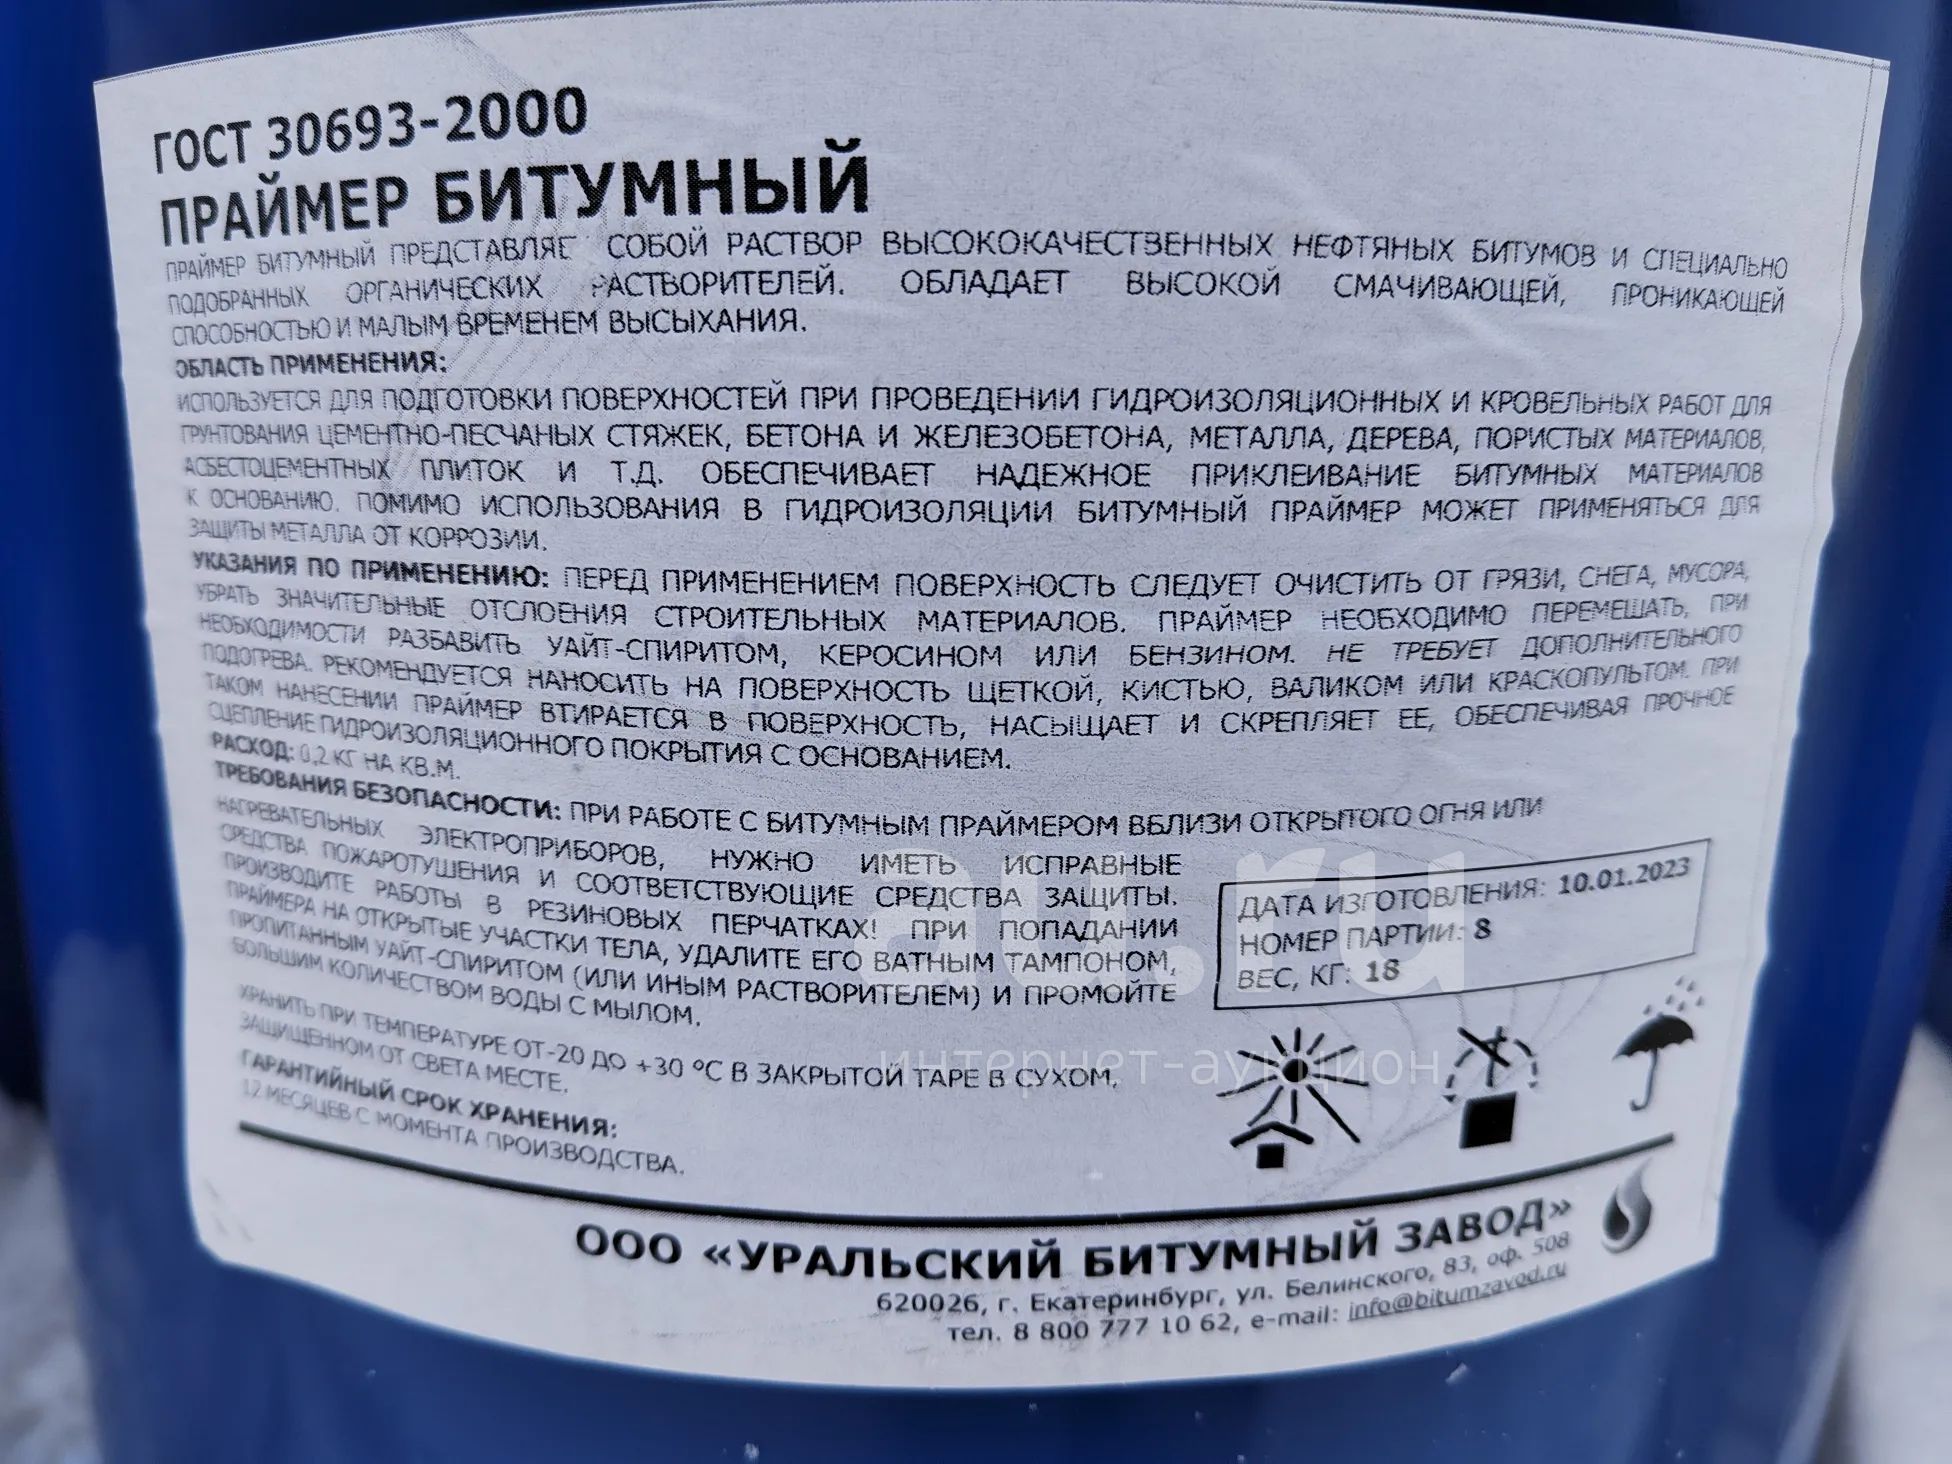 ГОСТ 30693-2000
ПРАЙМЕР БИТУМНЫЙ
ПРАЙМЕР БИТУМНЫЙ ПРЕДСТАВЛЯЕ СОБОЙ РАСТВОР ВЫСОКОКАЧЕСТВЕННЫХ НЕФТЯНЫХ БИТУМОВ И СПЕЦИАЛЬНО
ПОДОБРАННЫХ ОРГАНИЧЕСКИХ РАСТВОРИТЕЛЕЙ. ОБЛАДАЕТ ВЫСОКОЙ СМАЧИВАЮЩЕЙ, ПРОНИКАЮЩЕЙ
СПОСОБНОСТЬЮ И МАЛЫМ ВРЕМЕНЕМ ВЫСЫХАНИЯ.
ОБЛАСТЬ ПРИМЕНЕНИЯ:
ИСПОЛЬЗУЕТСЯ ДЛЯ ПОДГОТОВКИ ПОВЕРХНОСТЕЙ ПРИ ПРОВЕДЕНИИ ГИДРОИЗОЛЯЦИОННЫХ И КРОВЕЛЬНЫХ РАБОТ ДЛЯ
ГРУНТОВАНИЯ ЦЕМЕНТНО-ПЕСЧАНЫХ СТЯЖЕК, БЕТОНА И ЖЕЛЕЗОБЕТОНА, МЕТАЛЛА, ДЕРЕВА, ПОРИСТЫХ МАТЕРИАЛОВ,
АСБЕСТОЦЕМЕНТНЫХ ПЛИТОК И Т.Д. ОБЕСПЕЧИВАЕТ НАДЕЖНОЕ ПРИКЛЕИВАНИЕ БИТУМНЫХ МАТЕРИАЛОВ
К ОСНОВАНИЮ. ПОМИМО ИСПОЛЬЗОВАНИЯ В ГИДРОИЗОЛЯЦИИ БИТУМНЫЙ ПРАЙМЕР МОЖЕТ ПРИМЕНЯТЬСЯ ДЛЯ
ЗАЩИТЫ МЕТАЛЛА ОТ КОРРОЗИИ.
УКАЗАНИЯ ПО ПРИМЕНЕНИЮ: ПЕРЕД ПРИМЕНЕНИЕМ ПОВЕРХНОСТЬ СЛЕДУЕТ ОЧИСТИТЬ ОТ ГРЯЗИ, СНЕГА, МУСОРА,
УБРАТЬ ЗНАЧИТЕЛЬНЫЕ ОТСЛОЕНИЯ СТРОИТЕЛЬНЫХ МАТЕРИАЛОВ. ПРАЙМЕР НЕОБХОДИМО ПЕРЕМЕШАТЬ, ПРИ
НЕОБХОДИМОСТИ РАЗБАВИТЬ УАЙТ-СПИРИТОМ, КЕРОСИНОМ ИЛИ БЕНЗИНОМ. НЕ ТРЕБУЕТ ДОПОЛНИТЕЛЬНОГО
ПОДОГРЕВА. РЕКОМЕНДУЕТСЯ НАНОСИТЬ НА ПОВЕРХНОСТЬ ЩЕТКОЙ, КИСТЬЮ, ВАЛИКОМ ИЛИ КРАСКОПУЛЬТОМ. ПРИ
ТАКОМ НАНЕСЕНИИ ПРАЙМЕР ВТИРАЕТСЯ В ПОВЕРХНОСТЬ, НАСЫЩАЕТ И СКРЕПЛЯЕТ ЕЕ, ОБЕСПЕЧИВАЯ ПРОЧНОЕ
СЦЕПЛЕНИЕ ГИДРОИЗОЛЯЦИОННОГО ПОКРЫТИЯ С ОСНОВАНИЕМ.
РАСХОД: 0,2 КГ НА КВ.М.
ТРЕБОВАНИЯ БЕЗОПАСНОСТИ: ПРИ РАБОТЕ С БИТУМНЫМ ПРАЙМЕРОМ ВБЛИЗИ ОТКРЫТОГО ОГНЯ ИЛИ
НАГРЕВАТЕЛЬНЫХ ЭЛЕКТРОПРИБОРОВ, НУЖНО ИМЕТЬ ИСПРАВНЫЕ
СРЕДСТВА ПОЖАРОТУШЕНИЯ И СООТВЕТСТВУЮЩИЕ СРЕДСТВА ЗАЩИТЫ.
ПРОИЗВОДИТЕ РАБОТЫ В РЕЗИНОВЫХ ПЕРЧАТКАХ! ПРИ ПОПАДАНИИ
ПРАЙМЕРА НА ОТКРЫТЫЕ УЧАСТКИ ТЕЛА, УДАЛИТЕ ЕГО ВАТНЫМ ТАМПОНОМ,
ПРОПИТАННЫМ УАЙТ-СПИРИТОМ (ИЛИ ИНЫМ РАСТВОРИТЕЛЕМ) И ПРОМОЙТЕ
БОЛЬШИМ КОЛИЧЕСТВОМ ВОДЫ С МЫЛОМ.
ДАТА ИЗГОТОВЛЕНИЯ: 10.01.2023
НОМЕР ПАРТИИ: 8
ВЕС, КГ: 18
ХРАНИТЬ ПРИ ТЕМПЕРАТУРЕ ОТ -20 ДО +30 °С В ЗАКРЫТОЙ ТАРЕ В СУХОМ,
ЗАЩИЩЕННОМ ОТ СВЕТА МЕСТЕ.
ГАРАНТИЙНЫЙ СРОК ХРАНЕНИЯ:
12 МЕСЯЦЕВ С МОМЕНТА ПРОИЗВОДСТВА.
ООО «УРАЛЬСКИЙ БИТУМНЫЙ ЗАВОД»
620026, г. Екатеринбург, ул. Белинского, 83, оф. 508
тел. 8 800 777 10 62, e-mail: info@bitumzavod.ru
au.ru
интернет-аукцион